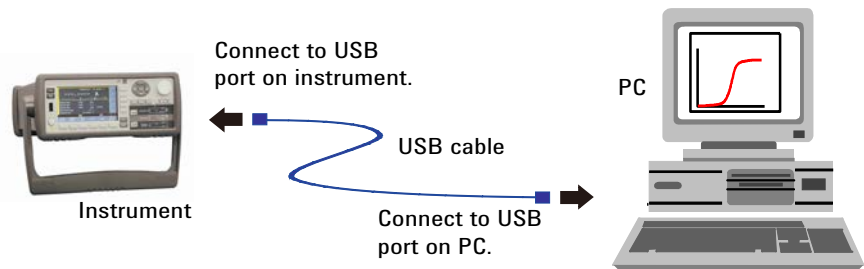 Connect to USB
port on instrument.
PC
USB cable
Instrument
Connect to USB
port on PC.